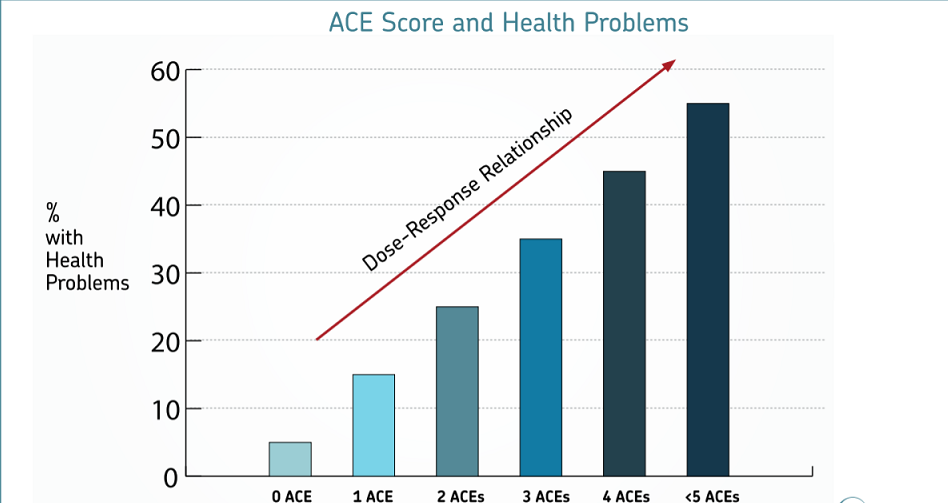 ACE Score and Health Problems
60
50
40
30
20
10
0
%
with
Health
Problems
Dose-Response Relationship
0 ACE
1 ACE
2 ACEs
3 ACEs
4 ACEs
<5 ACEs